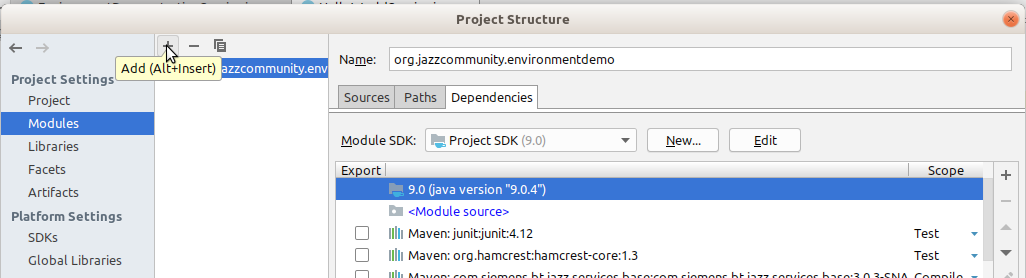 Project Structure
Add (Alt+Insert)
jazzcommunity.env
Project Settings
Project
Modules
Libraries
Facets
Artifacts
Platform Settings
SDKs
Global Libraries
Name: org.jazzcommunity.environmentdemo
Sources Paths Dependencies
Module SDK: Project SDK (9.0) New... Edit
Export Scope
9.0 (java version "9.0.4")
<Module source>
Maven: junit:junit:4.12 Test
Maven: org.hamcrest:hamcrest-core:1.3 Test
Maven: com.siemens.bt.jazz.services.base:com.siemens.bt.jazz.services.base:3.0.3-SNA Compile